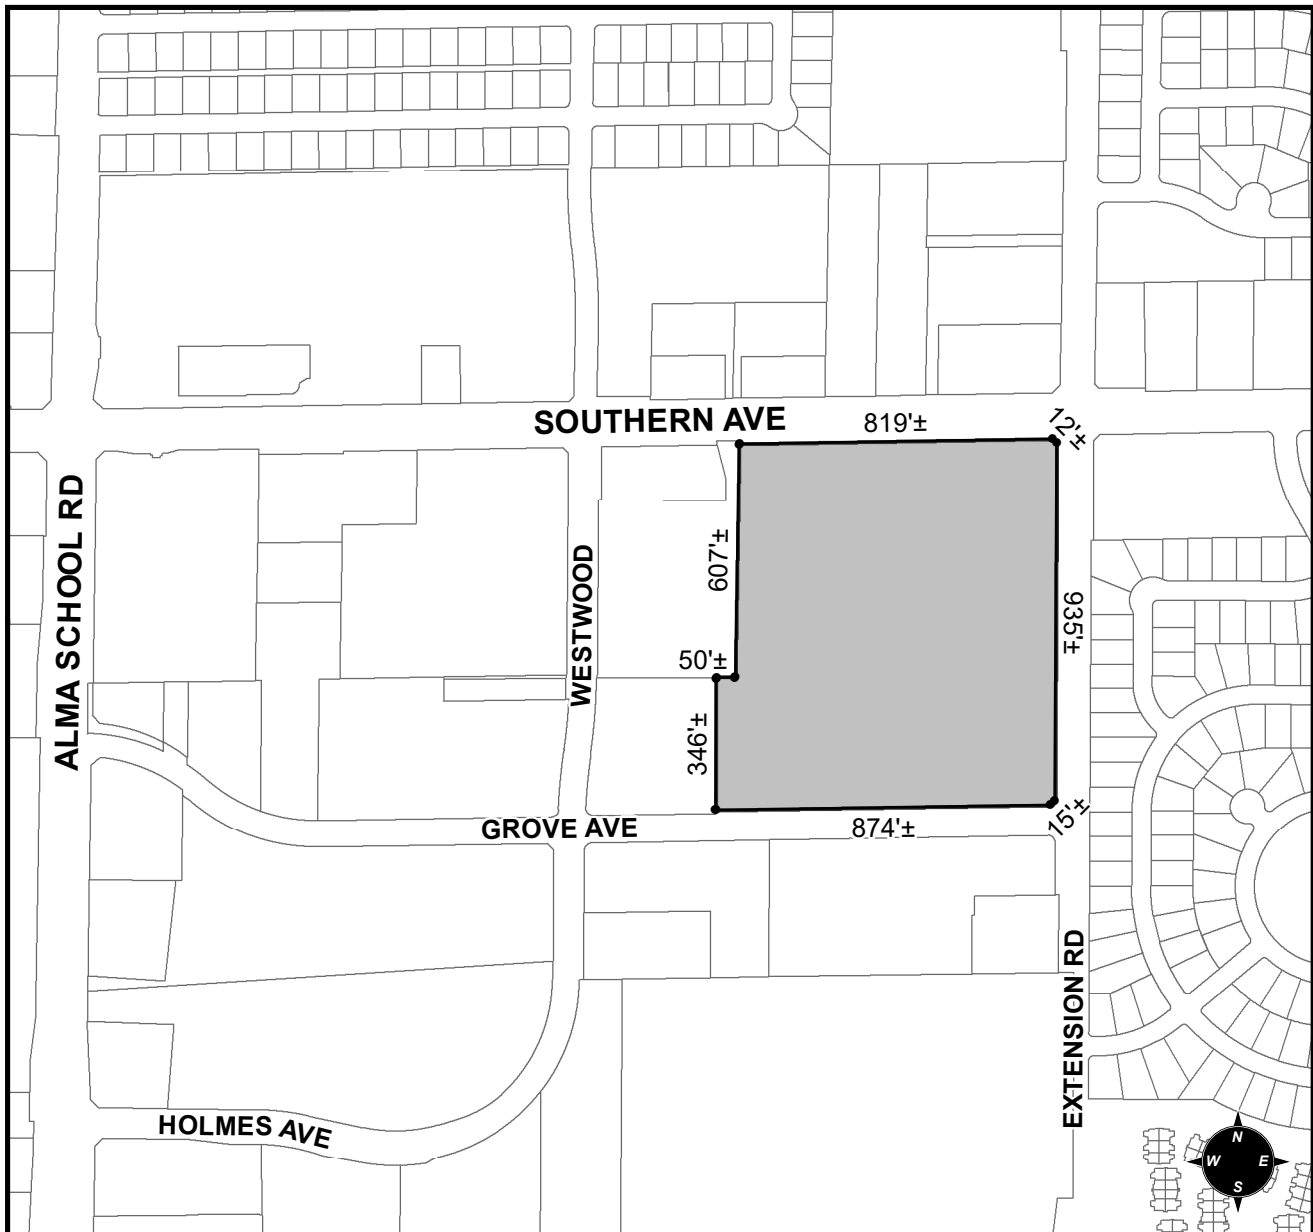 SOUTHERN AVE
819'±
12'±
ALMA SCHOOL RD
WESTWOOD
607'±
935'±
50'±
346'±
GROVE AVE
874'±
15'±
EXTENSION RD
HOLMES AVE
N
W E
S